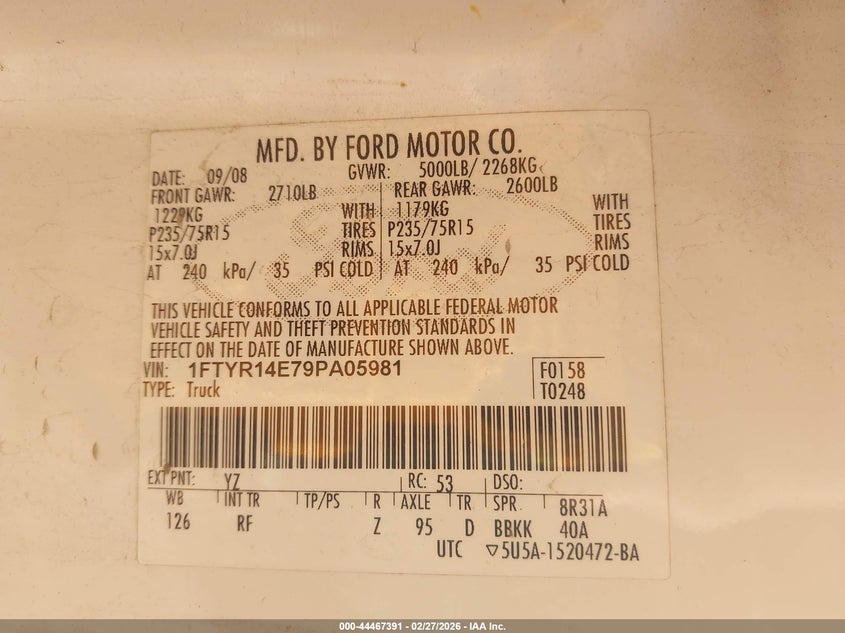 MFD. BY FORD MOTOR CO.
DATE: 09/08 GVWR: 5000LB/ 2268KG
FRONT GAWR: 2710LB REAR GAWR: 2600LB
1229KG WITH 1179KG WITH
P235/75R15 TIRES P235/75R15 TIRES
15x7.0J RIMS 15x7.0J RIMS
AT 240 kPa/ 35 PSI COLD AT 240 kPa/ 35 PSI COLD
THIS VEHICLE CONFORMS TO ALL APPLICABLE FEDERAL MOTOR
VEHICLE SAFETY AND THEFT PREVENTION STANDARDS IN
EFFECT ON THE DATE OF MANUFACTURE SHOWN ABOVE.
VIN: 1FTYR14E79PA05981 F0158
TYPE: Truck T0248
EXT PNT: YZ RC: 53 DSO:
WB INT TR TP/PS R AXLE TR SPR 8R31A
126 RF Z 95 D BBKK 40A
UTC ▽5U5A-1520472-BA
000-44467391 - 02/27/2026 - IAA Inc.